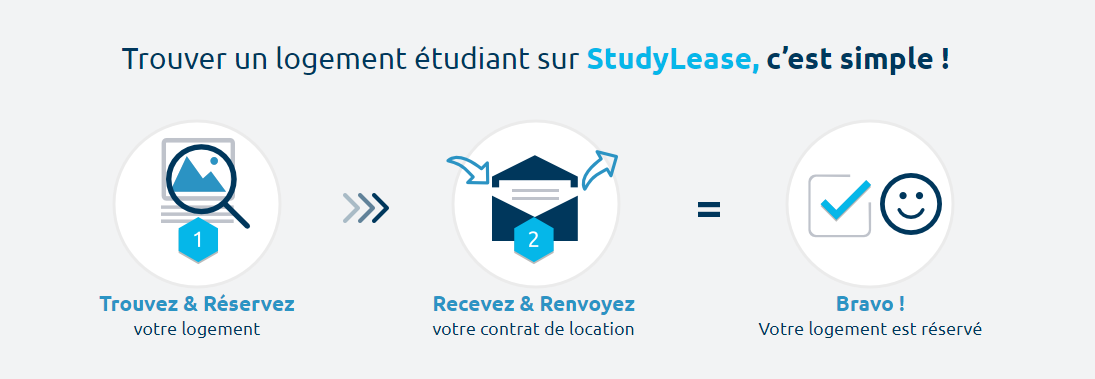 Trouver un logement étudiant sur StudyLease, c’est simple !
1
2
Trouvez & Réservez
votre logement
Recevez & Renvoyez
votre contrat de location
Bravo !
Votre logement est réservé